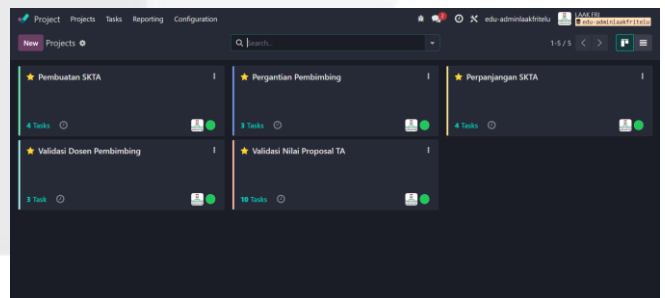 Project Projects Tasks Reporting Configuration edu-adminlaakfritelu LAAK FRI
edu-adminlaakfritelu
New Projects Search... 1-5 / 5
Pembuatan SKTA
4 Tasks
Pergantian Pembimbing
3 Tasks
Perpanjangan SKTA
4 Tasks
Validasi Dosen Pembimbing
3 Task
Validasi Nilai Proposal TA
10 Tasks